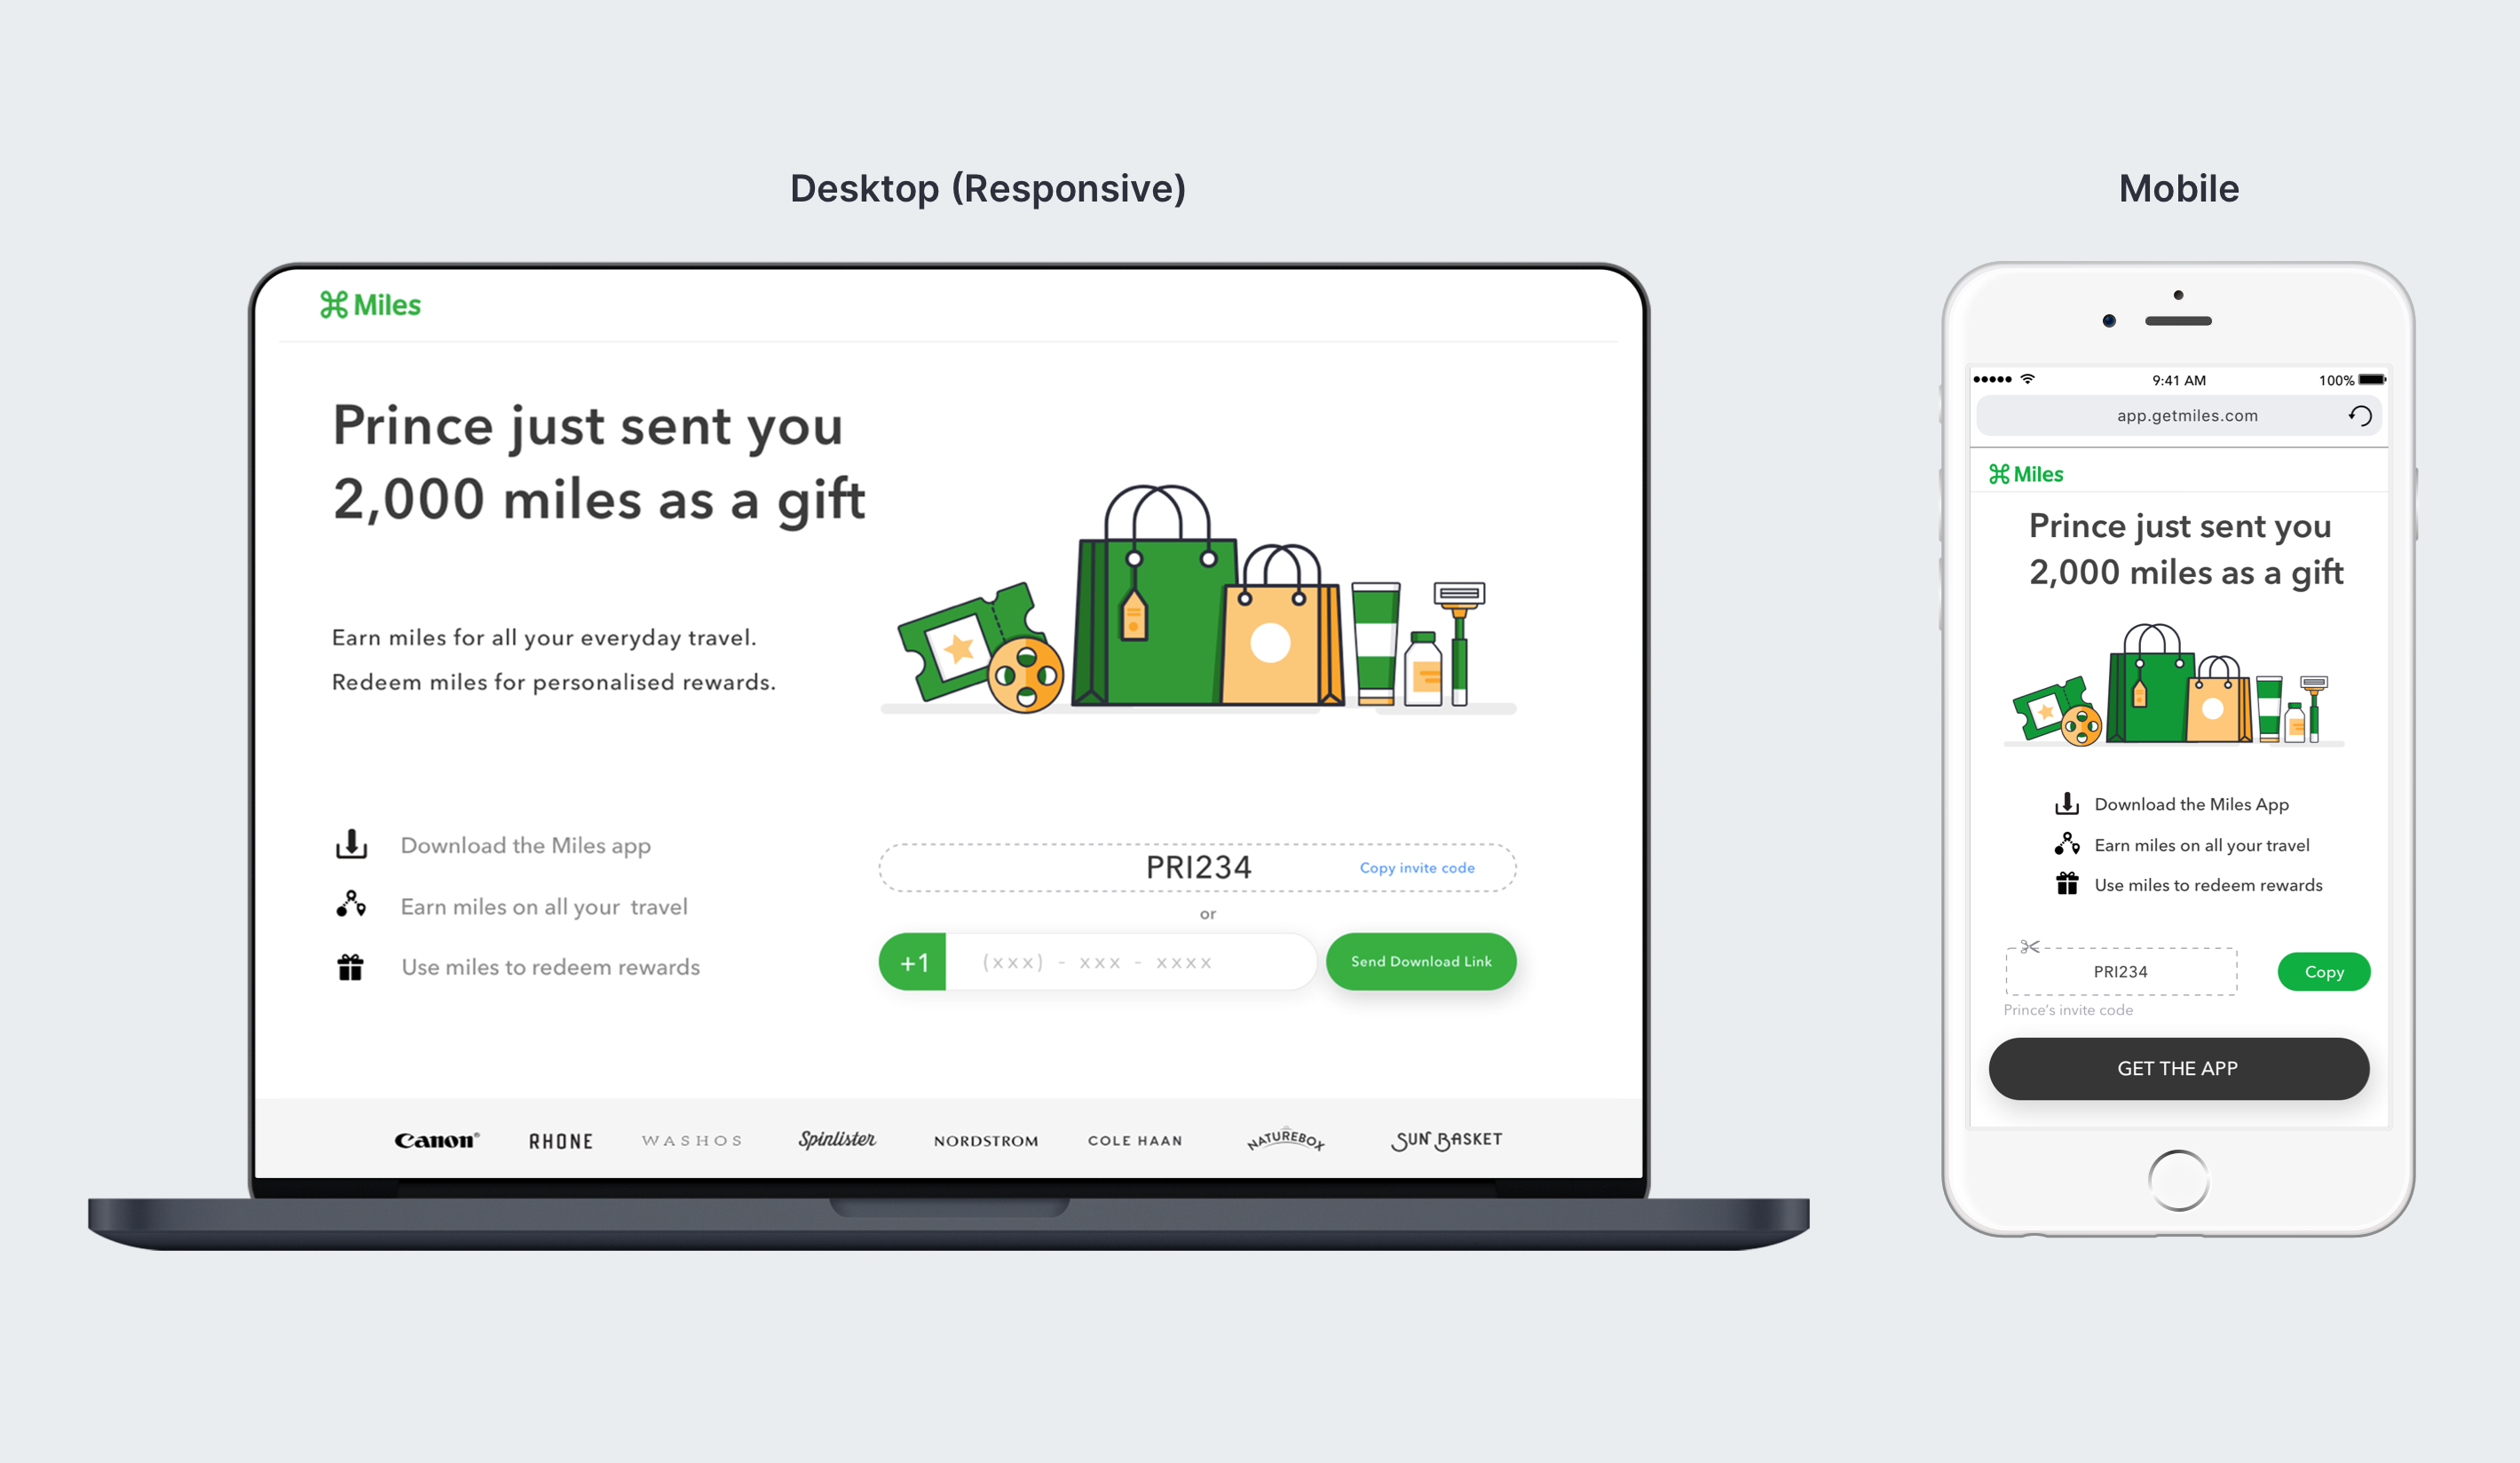 Desktop (Responsive)
Miles
Prince just sent you
2,000 miles as a gift
Earn miles for all your everyday travel.
Redeem miles for personalised rewards.
Download the Miles app
Earn miles on all your travel
Use miles to redeem rewards
PRI234 Copy invite code
or
+1 (xxx) - xxx - xxxx Send Download Link
Canon® RHONE WASHOS Spinlister NORDSTROM COLE HAAN NATUREBOX SUN BASKET
Mobile
9:41 AM 100%
app.getmiles.com
Miles
Prince just sent you
2,000 miles as a gift
Download the Miles App
Earn miles on all your travel
Use miles to redeem rewards
PRI234 Copy
Prince's invite code
GET THE APP